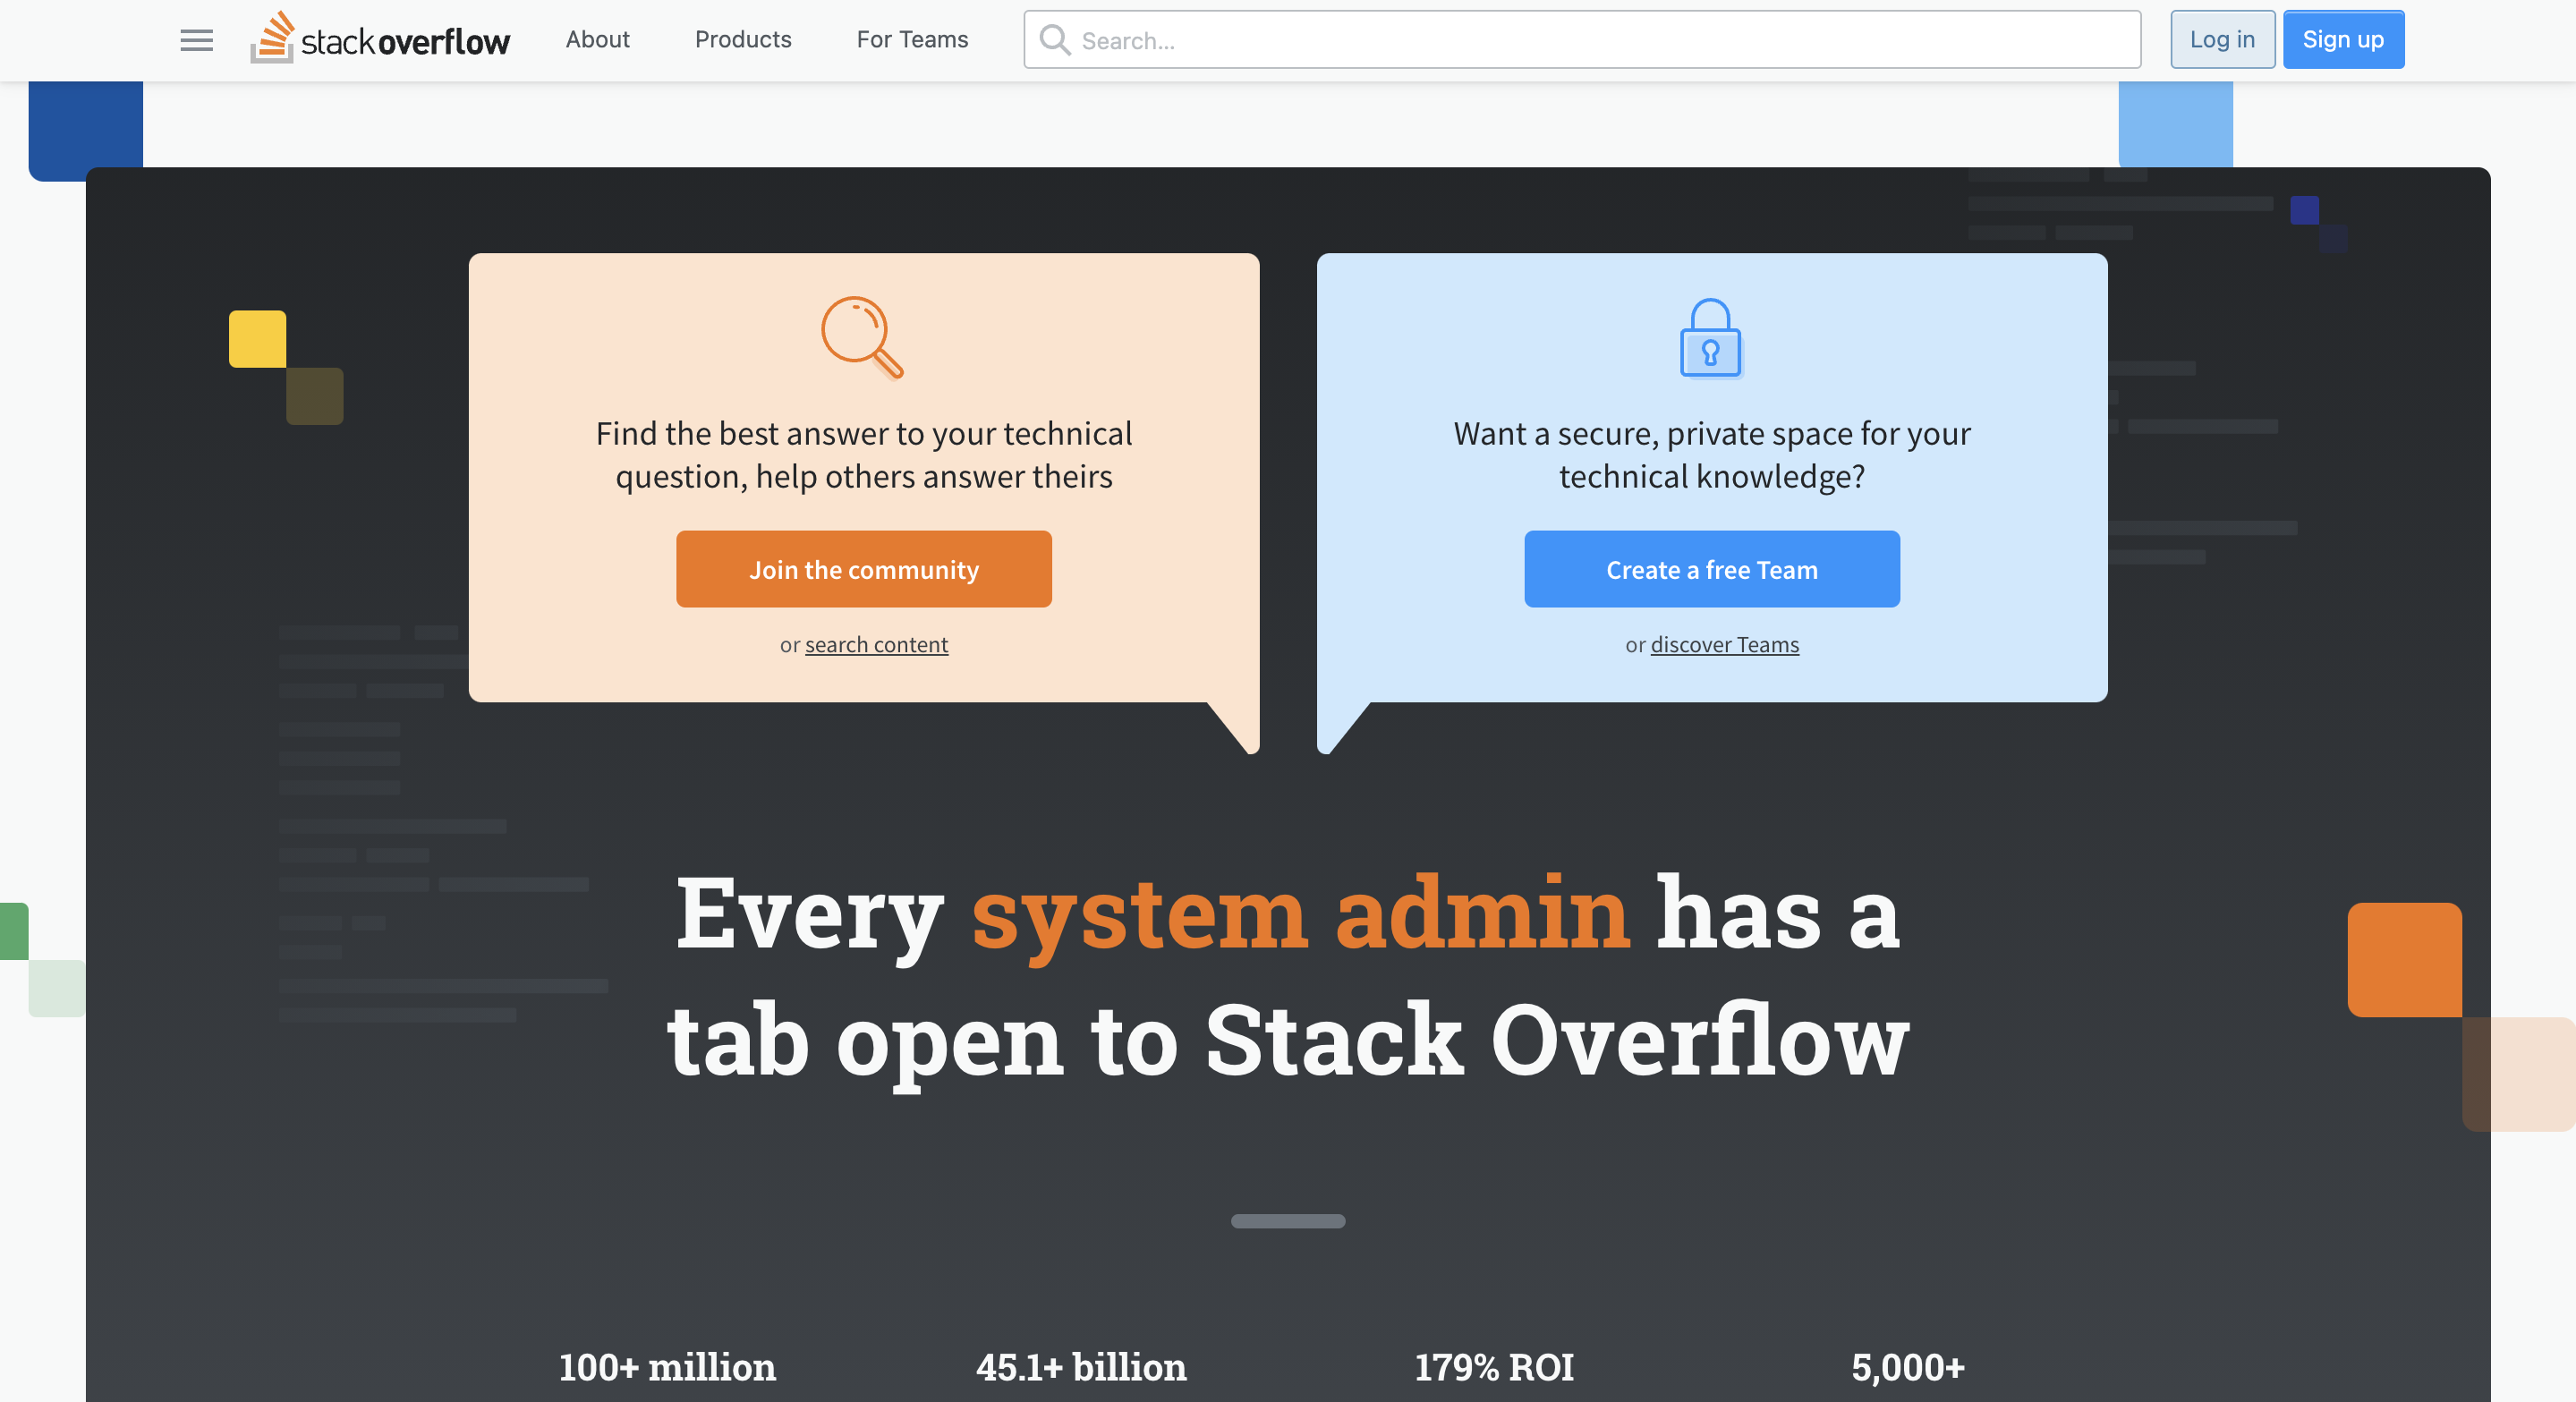 stack overflow
About
Products
For Teams
Search...
Log in
Sign up
Find the best answer to your technical
question, help others answer theirs
Join the community
or search content
Want a secure, private space for your
technical knowledge?
Create a free Team
or discover Teams
Every system admin has a
tab open to Stack Overflow
100+ million
45.1+ billion
179% ROI
5,000+